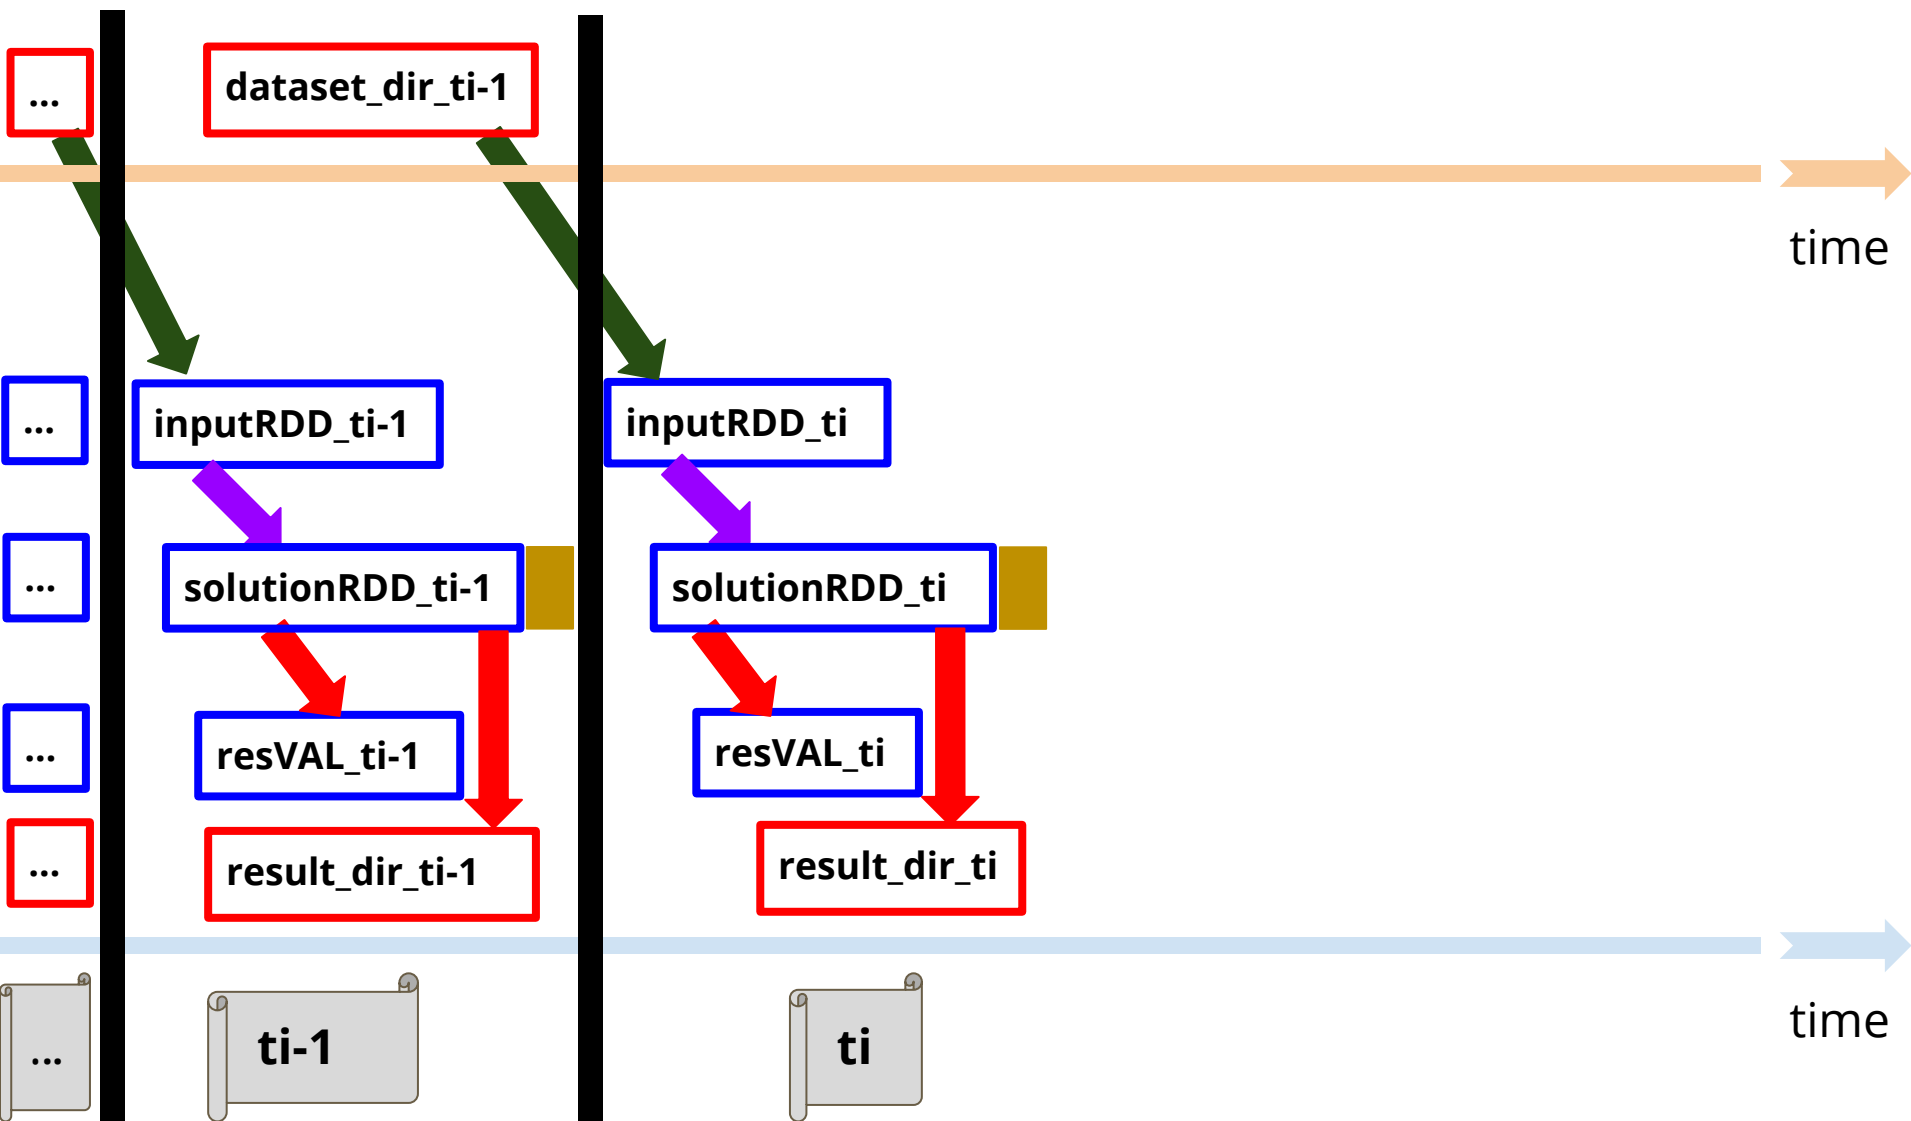 ...
dataset_dir_ti-1
time
...
inputRDD_ti-1
inputRDD_ti
...
solutionRDD_ti-1
solutionRDD_ti
...
resVAL_ti-1
resVAL_ti
...
result_dir_ti-1
result_dir_ti
...
ti-1
ti
time